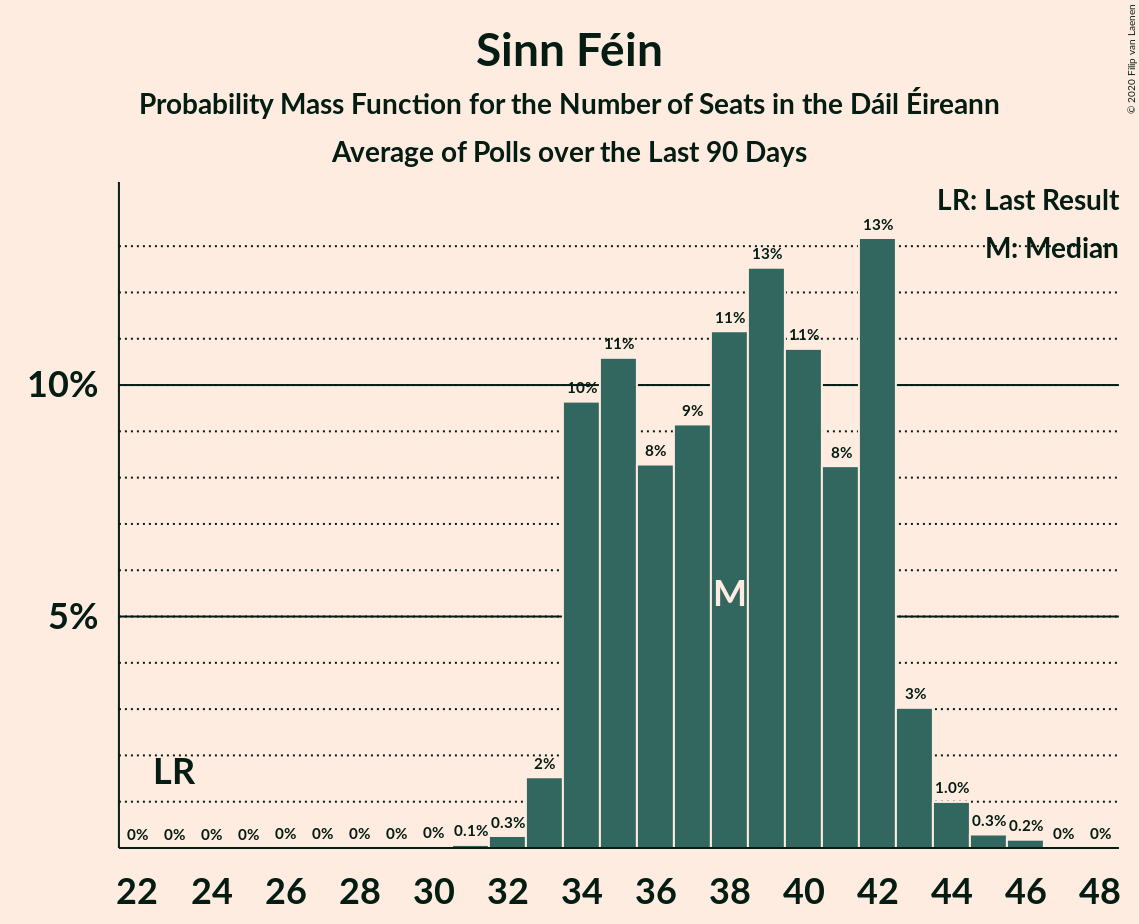 Sinn Féin
Probability Mass Function for the Number of Seats in the Dáil Éireann
Average of Polls over the Last 90 Days
© 2020 Filip van Laenen
LR: Last Result
M: Median
10%
5%
LR
M
0% 0% 0% 0% 0% 0% 0% 0% 0% 0.1% 0.3% 2% 10% 11% 8% 9% 11% 13% 11% 8% 13% 3% 1.0% 0.3% 0.2% 0% 0%
22 24 26 28 30 32 34 36 38 40 42 44 46 48